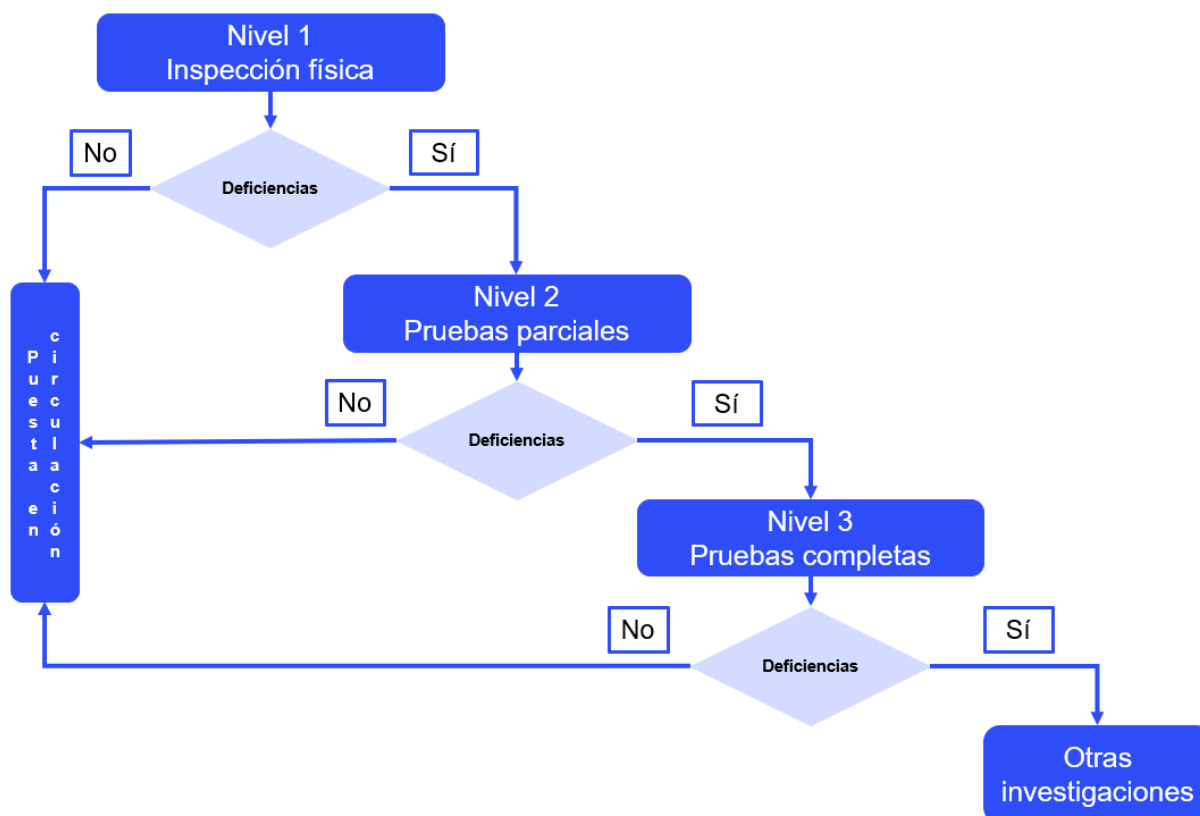 Nivel 1
Inspección física
No
Sí
Deficiencias
Nivel 2
Pruebas parciales
Puesta en
circulación
No
Sí
Deficiencias
Nivel 3
Pruebas completas
No
Sí
Deficiencias
Otras
investigaciones